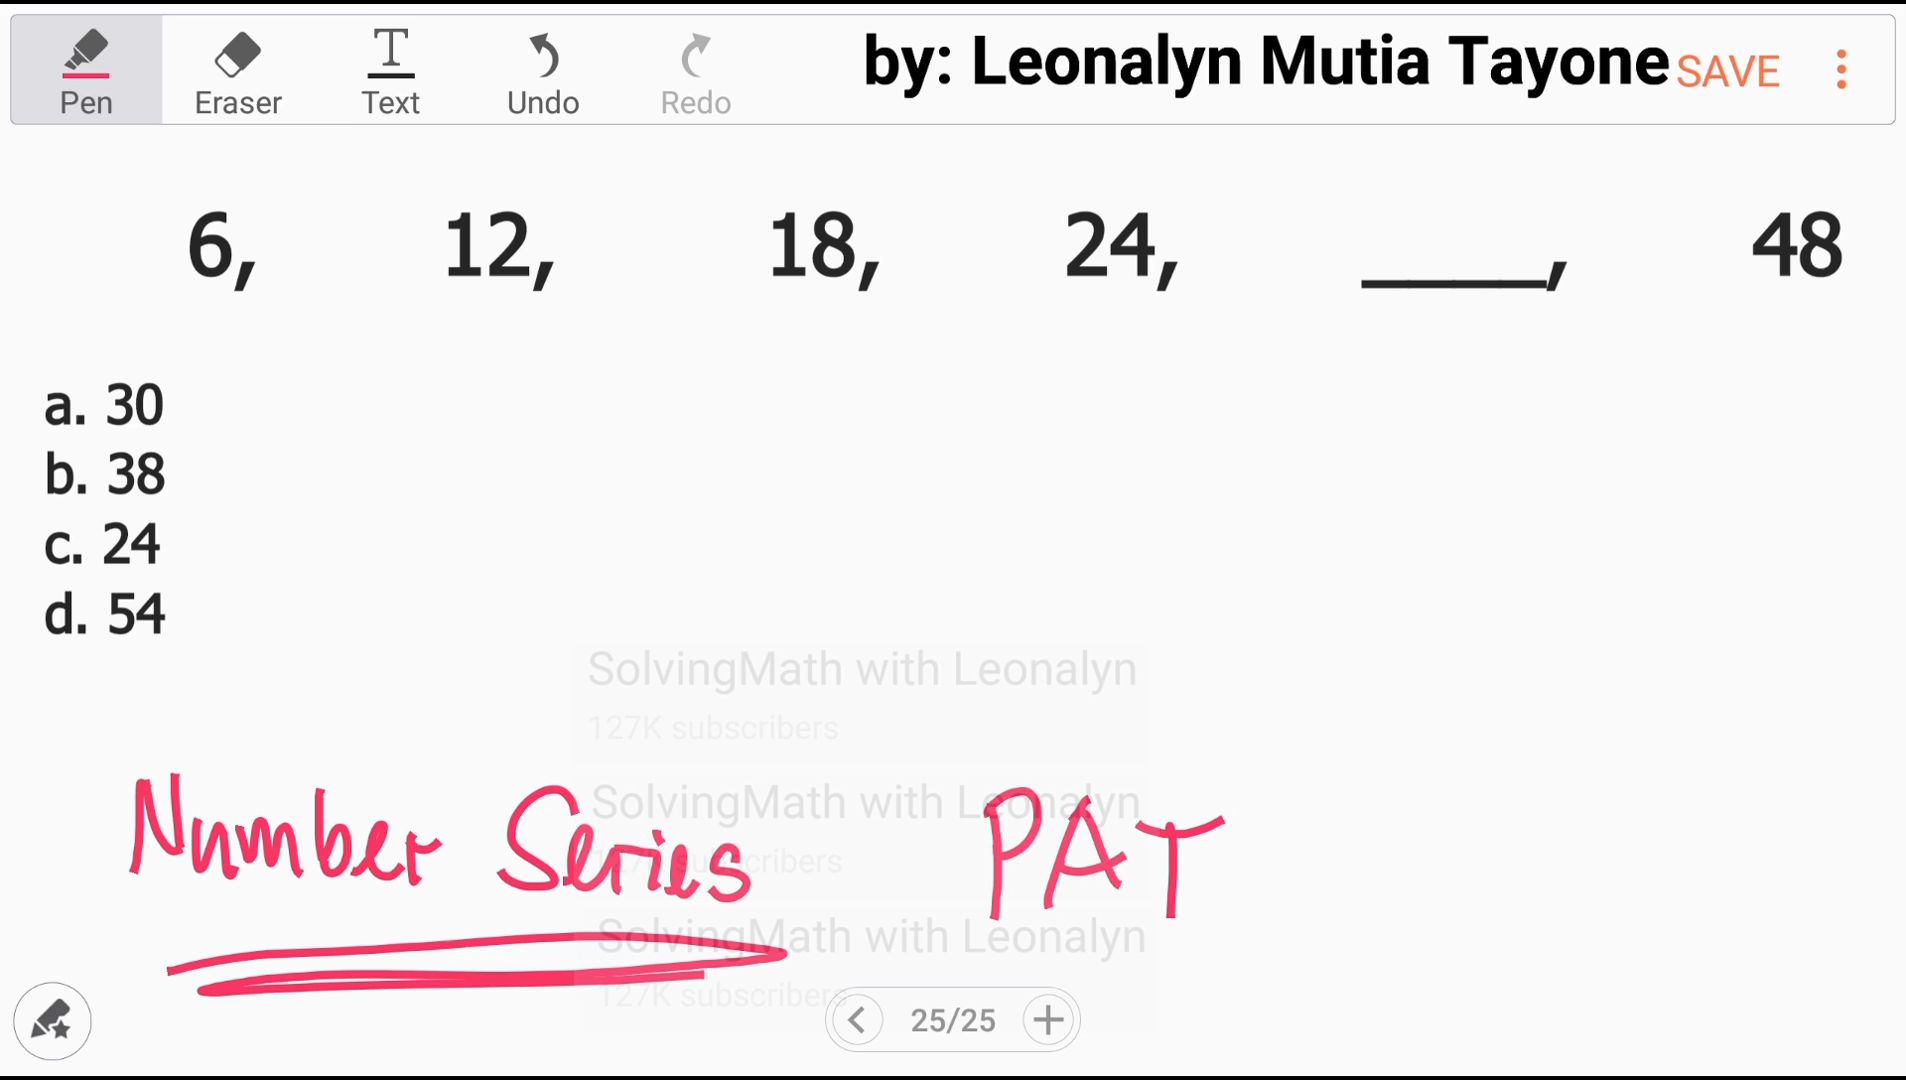 by: Leonalyn Mutia Tayone SAVE
Pen Eraser Text Undo Redo
6, 12, 18, 24, ____, 48
a. 30
b. 38
c. 24
d. 54
SolvingMath with Leonalyn
127K subscribers
SolvingMath with Leonalyn
127K subscribers
Number Series PAT
SolvingMath with Leonalyn
127K subscribers
25/25